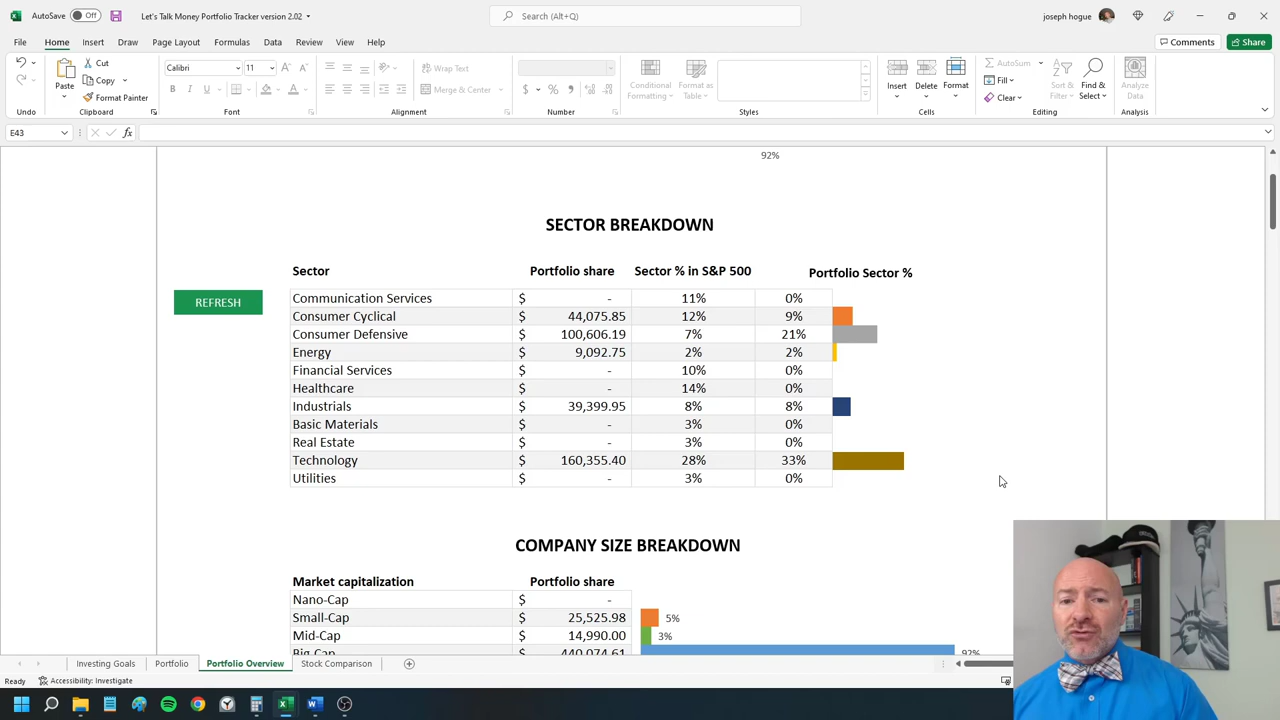 AutoSave Off Let's Talk Money Portfolio Tracker version 2.02 Search (Alt+Q) joseph hogue
File Home Insert Draw Page Layout Formulas Data Review View Help Comments Share
Cut Calibri 11 Wrap Text AutoSum
Paste Copy Merge & Center $ % Conditional Formatting Format as Table Insert Delete Format Fill Sort & Filter Find & Select Analyze Data
Format Painter B I U A Clear
Undo Clipboard Font Alignment Number Styles Cells Editing Analysis
E43 fx
92%
SECTOR BREAKDOWN
Sector Portfolio share Sector % in S&P 500 Portfolio Sector %
REFRESH
Communication Services $ - 11% 0%
Consumer Cyclical $ 44,075.85 12% 9%
Consumer Defensive $ 100,606.19 7% 21%
Energy $ 9,092.75 2% 2%
Financial Services $ - 10% 0%
Healthcare $ - 14% 0%
Industrials $ 39,399.95 8% 8%
Basic Materials $ - 3% 0%
Real Estate $ - 3% 0%
Technology $ 160,355.40 28% 33%
Utilities $ - 3% 0%
COMPANY SIZE BREAKDOWN
Market capitalization Portfolio share
Nano-Cap $ -
Small-Cap $ 25,525.98 5%
Mid-Cap $ 14,990.00 3%
Big-Cap $ 440,074.61 92%
Investing Goals Portfolio Portfolio Overview Stock Comparison
Ready Accessibility: Investigate